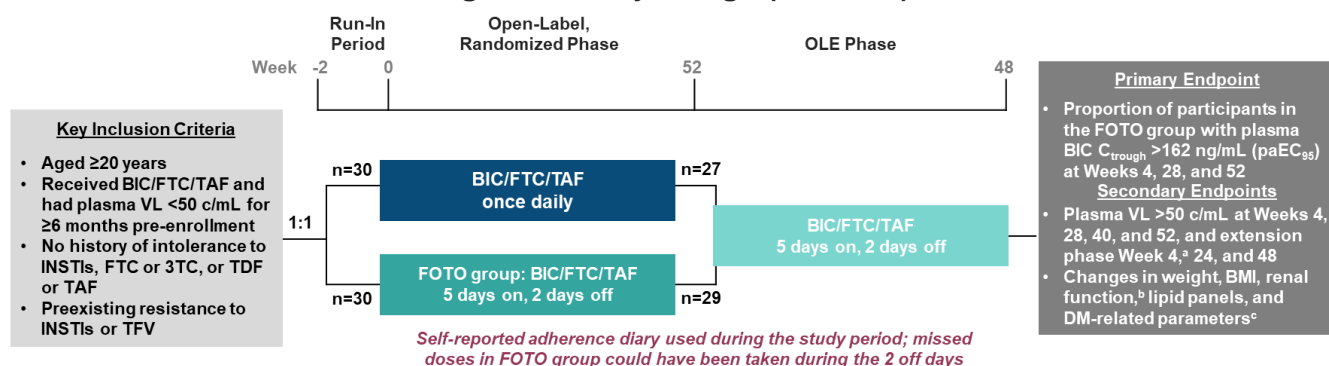 Run-In
Period
Open-Label,
Randomized Phase
OLE Phase
Week
-2
0
52
48
Key Inclusion Criteria
• Aged ≥20 years
• Received BIC/FTC/TAF and
had plasma VL <50 c/mL for
≥6 months pre-enrollment
• No history of intolerance to
INSTIs, FTC or 3TC, or TDF
or TAF
• Preexisting resistance to
INSTIs or TFV
1:1
n=30
BIC/FTC/TAF
once daily
n=27
n=30
FOTO group: BIC/FTC/TAF
5 days on, 2 days off
n=29
BIC/FTC/TAF
5 days on, 2 days off
Self-reported adherence diary used during the study period; missed
doses in FOTO group could have been taken during the 2 off days
Primary Endpoint
• Proportion of participants in
the FOTO group with plasma
BIC Ctrough >162 ng/mL (paEC95)
at Weeks 4, 28, and 52
Secondary Endpoints
• Plasma VL >50 c/mL at Weeks 4,
28, 40, and 52, and extension
phase Week 4,a 24, and 48
• Changes in weight, BMI, renal
function,b lipid panels, and
DM-related parametersc